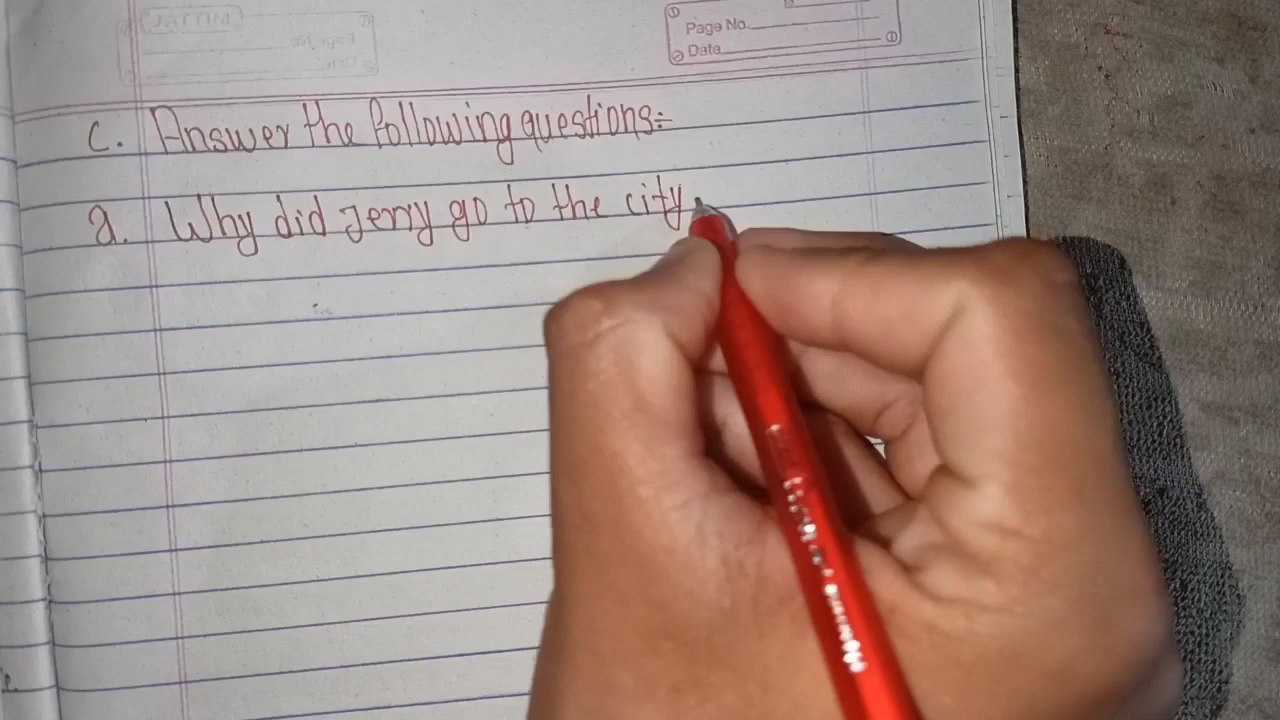 Page No.
Date
C. Answer the following questions:-
a. Why did Jerry go to the city